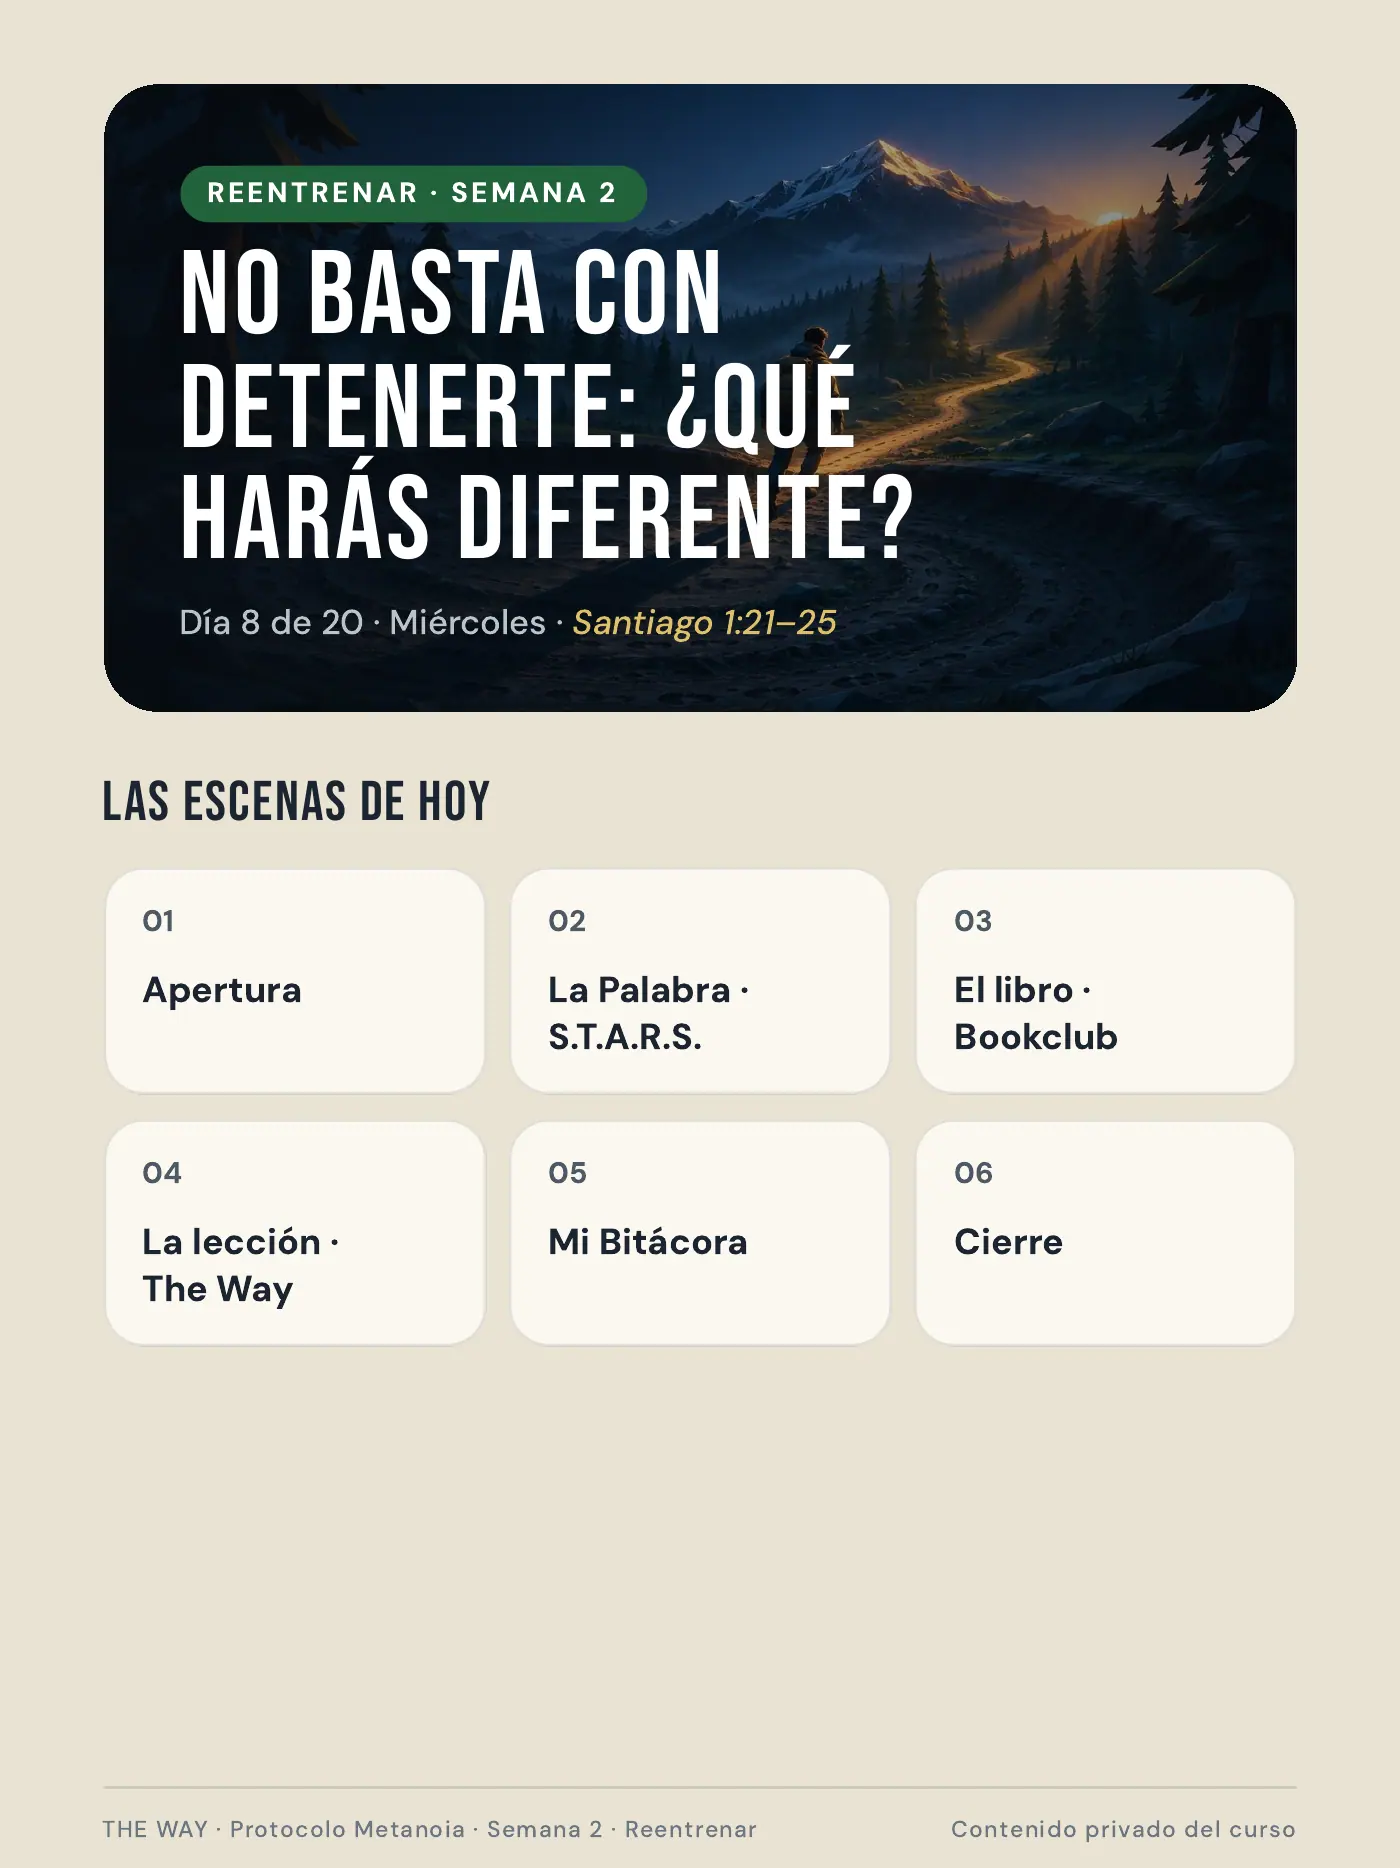 REENTRENAR · SEMANA 2
NO BASTA CON
DETENERTE: ¿QUÉ
HARÁS DIFERENTE?
Día 8 de 20 · Miércoles · Santiago 1:21–25
LAS ESCENAS DE HOY
01
Apertura
02
La Palabra ·
S.T.A.R.S.
03
El libro ·
Bookclub
04
La lección ·
The Way
05
Mi Bitácora
06
Cierre
THE WAY · Protocolo Metanoia · Semana 2 · Reentrenar
Contenido privado del curso